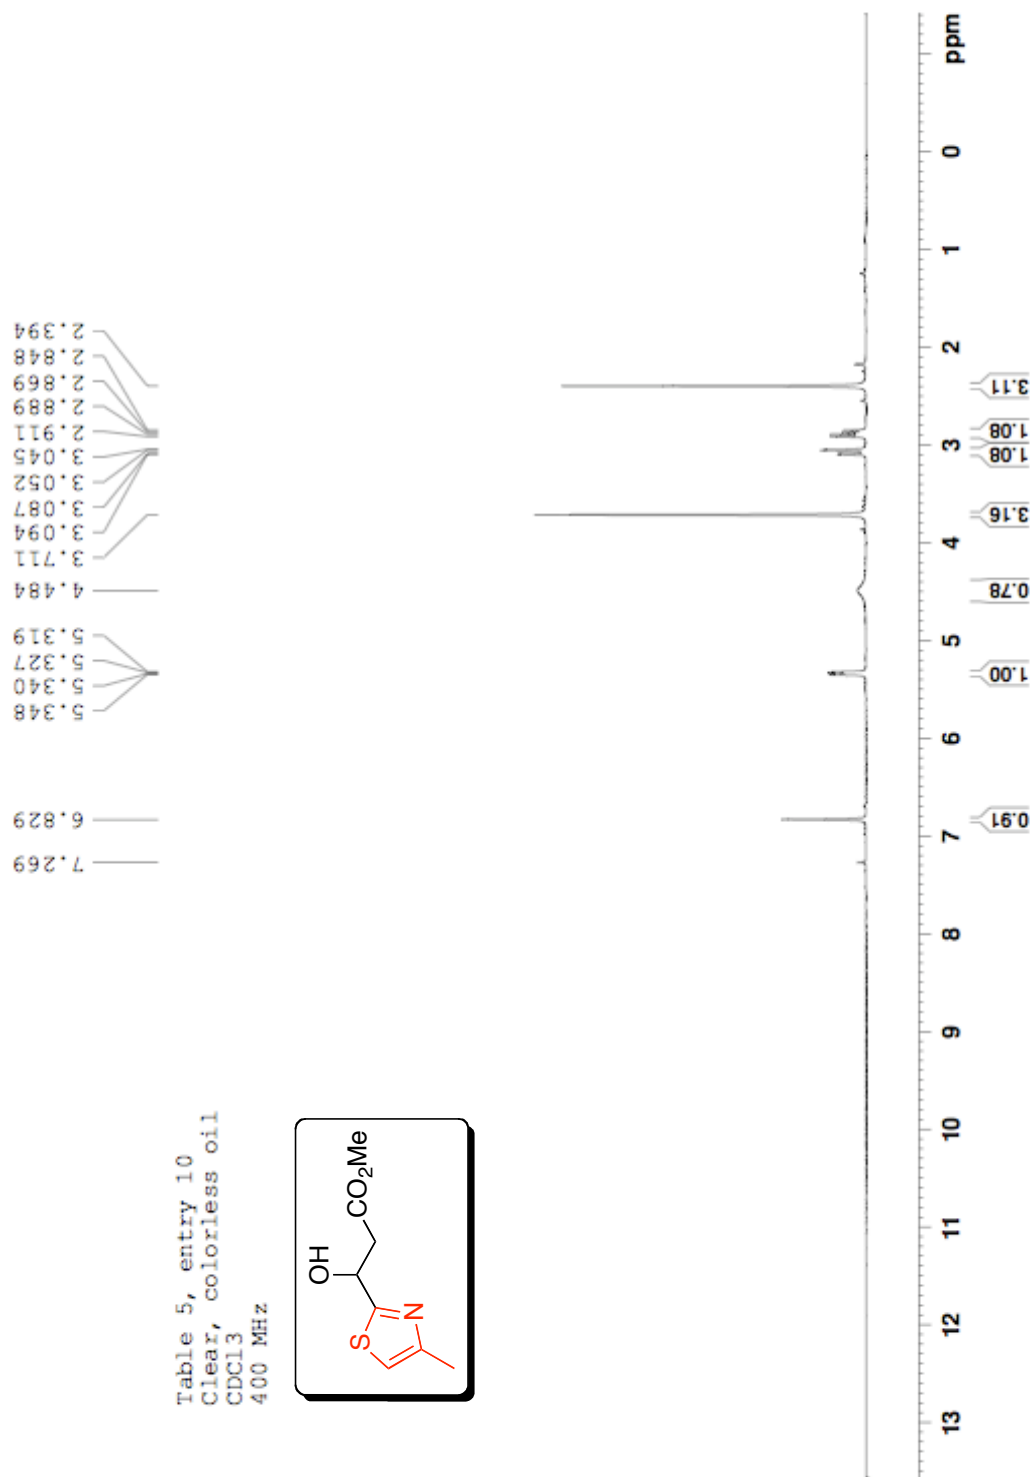 Table 5, entry 10
Clear, colorless oil
CDCl3
400 MHz
OH
S
N
CO2Me
7.269
6.829
5.348
5.340
5.327
5.319
4.484
3.711
3.094
3.087
3.052
3.045
2.911
2.889
2.869
2.848
2.394
13 12 11 10 9 8 7 6 5 4 3 2 1 0 ppm
0.91 1.00 0.78 3.16 1.08 1.08 3.11